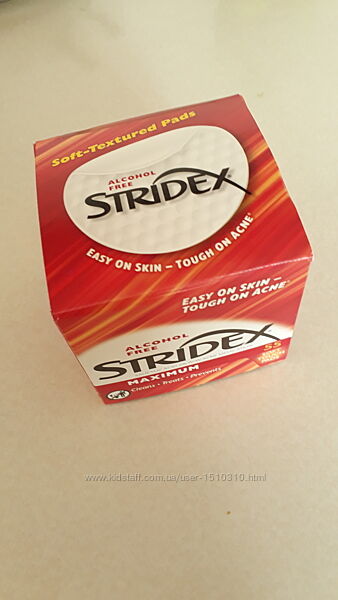 Soft-Textured Pads
ALCOHOL
FREE
STRIDEX
EASY ON SKIN – TOUGH ON ACNE
EASY ON SKIN –
TOUGH ON ACNE
ALCOHOL
FREE
STRIDEX
MAXIMUM
Cleans • Treats • Prevents
55
www.kidstaff.com.ua/user-1510310.html